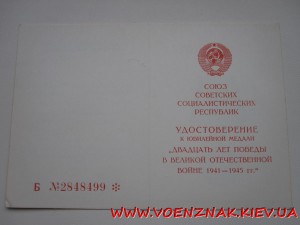 СОЮЗ
СОВЕТСКИХ
СОЦИАЛИСТИЧЕСКИХ
РЕСПУБЛИК
УДОСТОВЕРЕНИЕ
К ЮБИЛЕЙНОЙ МЕДАЛИ
„ДВАДЦАТЬ ЛЕТ ПОБЕДЫ
В ВЕЛИКОЙ ОТЕЧЕСТВЕННОЙ
ВОЙНЕ 1941—1945 гг.“
Б №2848499 ✻
WWW.VOENZNAK.KIEV.UA